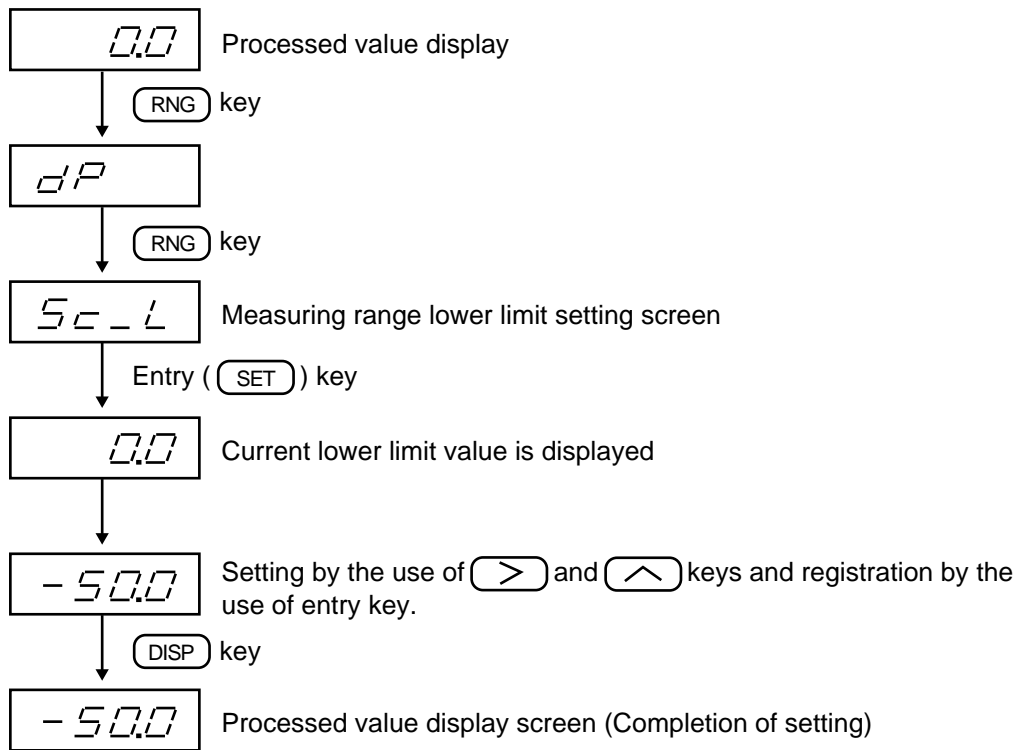 0.0 Processed value display
RNG key
dP
RNG key
Sc_L Measuring range lower limit setting screen
Entry ( SET ) key
0.0 Current lower limit value is displayed
-50.0 Setting by the use of > and ︿ keys and registration by the
use of entry key.
DISP key
-50.0 Processed value display screen (Completion of setting)